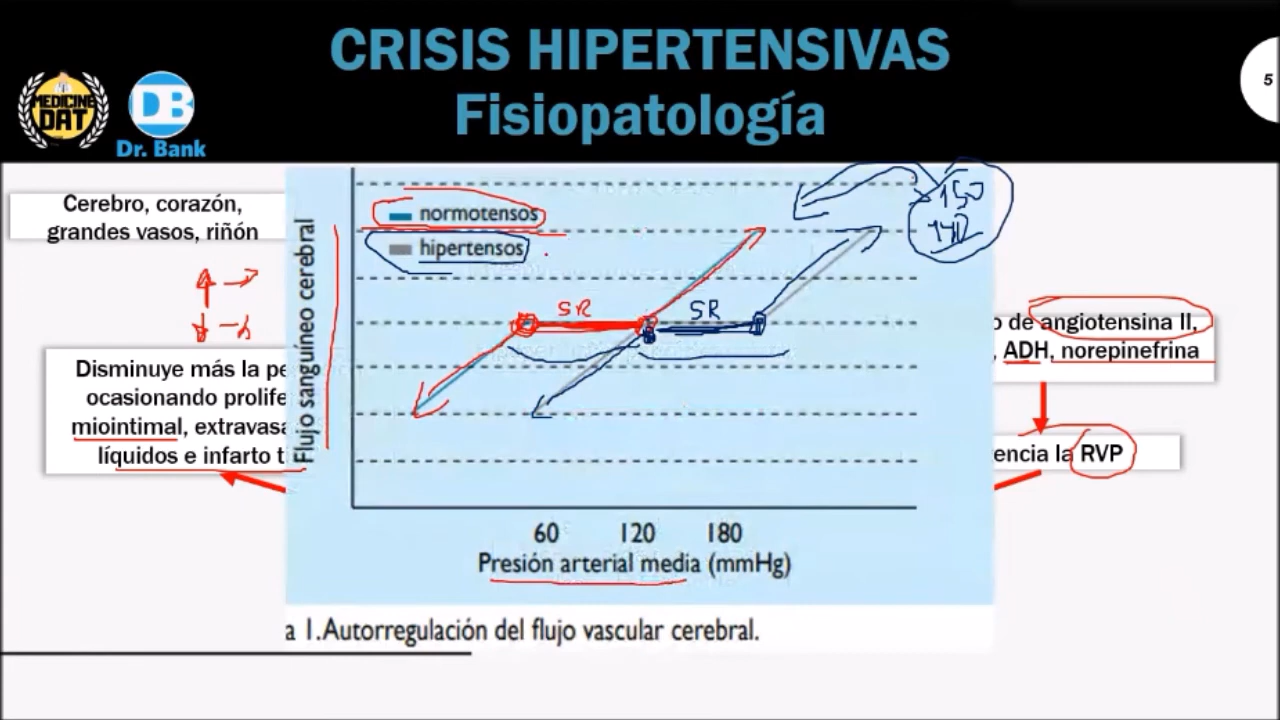 CRISIS HIPERTENSIVAS
Fisiopatología
5
MEDICINE
DAT
DB
Dr. Bank
Cerebro, corazón,
grandes vasos, riñón
Disminuye más la pe
ocasionando prolife
miointimal, extravasa
líquidos e infarto t
Flujo sanguíneo cerebral
normotensos
hipertensos
SR
SR
60 120 180
Presión arterial media (mmHg)
a 1.Autorregulación del flujo vascular cerebral.
150
140
o de angiotensina II,
, ADH, norepinefrina
encia la RVP